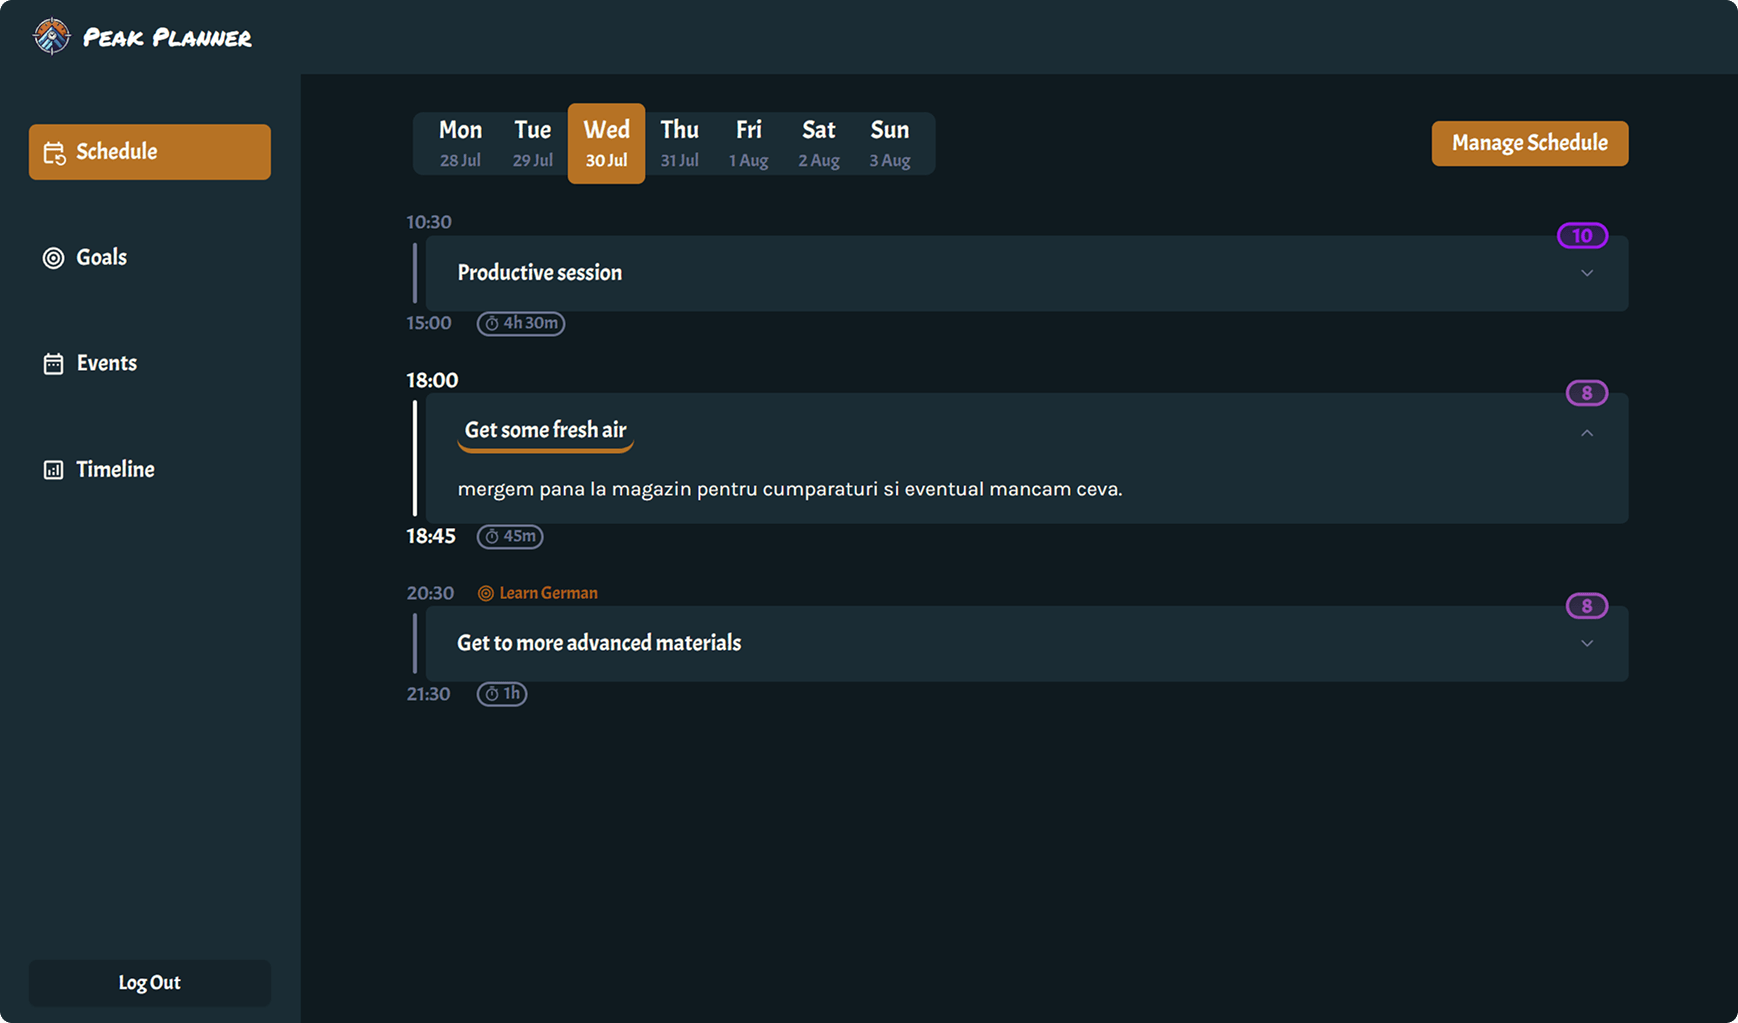 Peak Planner
Schedule
Goals
Events
Timeline
Log Out
Mon Tue Wed Thu Fri Sat Sun
28 Jul 29 Jul 30 Jul 31 Jul 1 Aug 2 Aug 3 Aug
Manage Schedule
10:30
10
Productive session
15:00 4h 30m
18:00
8
Get some fresh air
mergem pana la magazin pentru cumparaturi si eventual mancam ceva.
18:45 45m
20:30 Learn German
8
Get to more advanced materials
21:30 1h